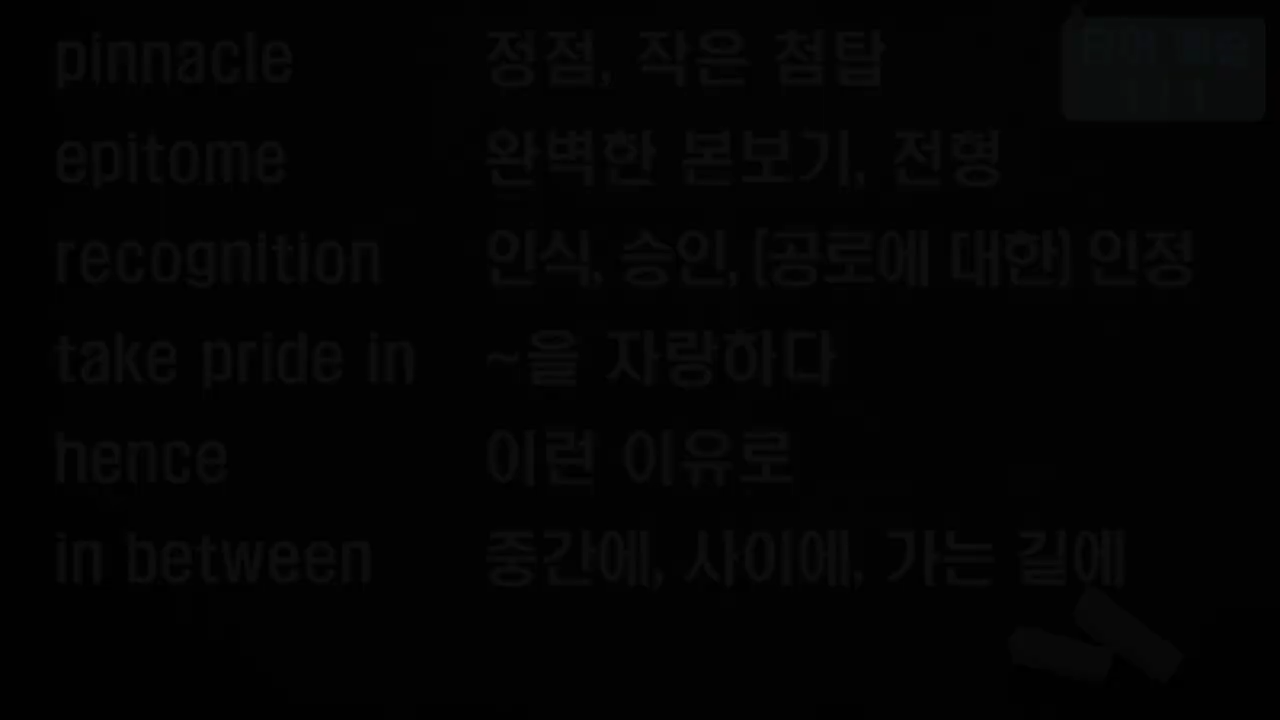 pinnacle 정점, 작은 첨탑
epitome 완벽한 본보기, 전형
recognition 인식, 승인, (공로에 대한) 인정
take pride in ~을 자랑하다
hence 이런 이유로
in between 중간에, 사이에, 가는 길에